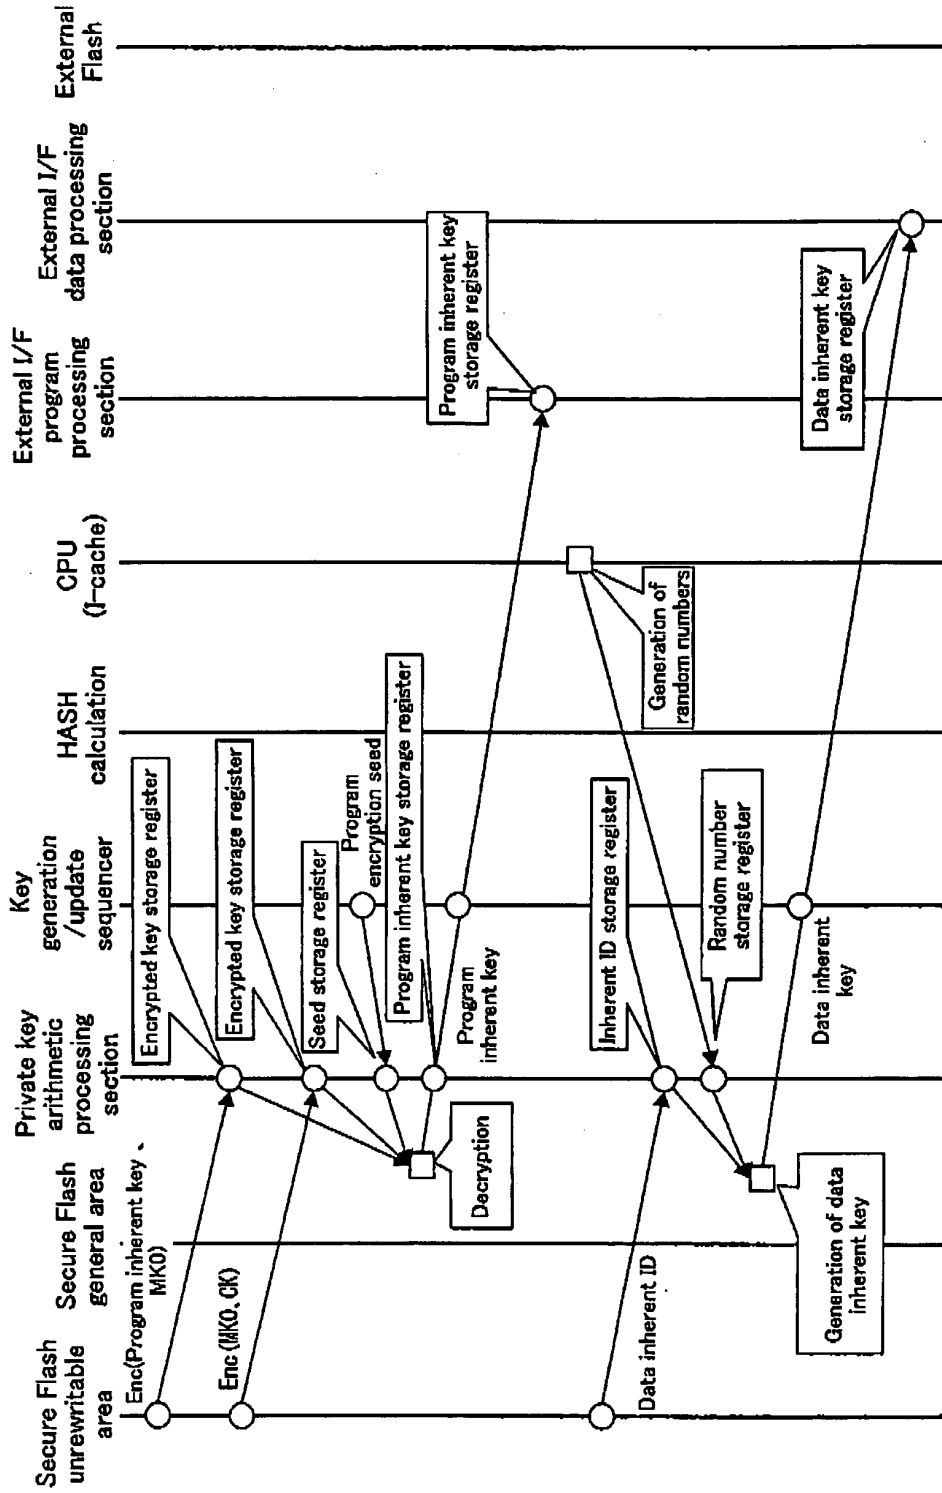 Secure Flash
unrewritable
area
Secure Flash
general area
Private key
arithmetic
processing
section
Key
generation
/update
sequencer
HASH
calculation
CPU
(I-cache)
External I/F
program
processing
section
External I/F
data processing
section
External
Flash
Enc(Program inherent key、
MK0)
Encrypted key storage register
Enc(MK0,CK)
Encrypted key storage register
Seed storage register
Program
encryption seed
Program inherent key storage register
Decryption
Program
inherent key
Program inherent key
storage register
Generation of
random numbers
Data inherent ID
Inherent ID storage register
Random number
storage register
Generation of data
inherent key
Data inherent
key
Data inherent key
storage register